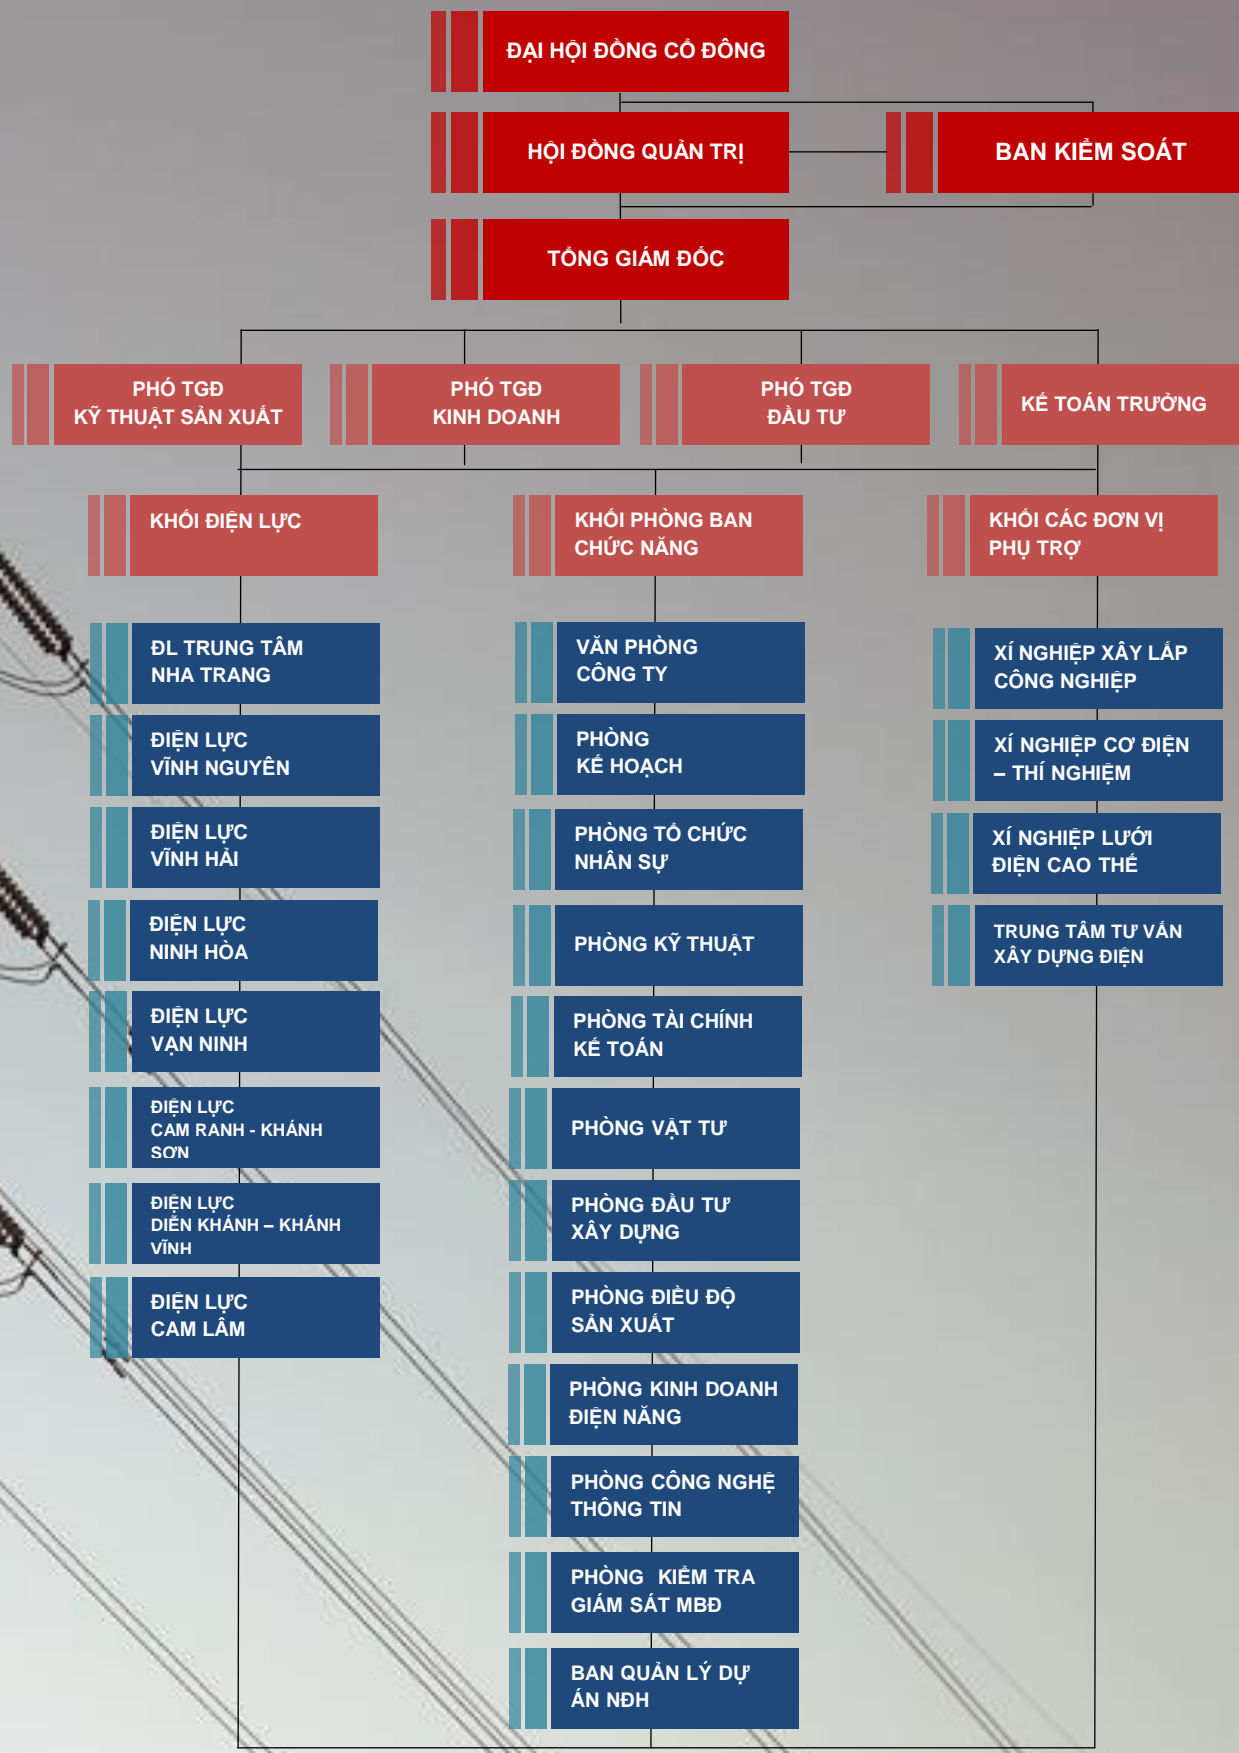 ĐẠI HỘI ĐỒNG CỔ ĐÔNG
HỘI ĐỒNG QUẢN TRỊ
BAN KIỂM SOÁT
TỔNG GIÁM ĐỐC
PHÓ TGĐ
KỸ THUẬT SẢN XUẤT
PHÓ TGĐ
KINH DOANH
PHÓ TGĐ
ĐẦU TƯ
KẾ TOÁN TRƯỞNG
KHỐI ĐIỆN LỰC
ĐL TRUNG TÂM
NHA TRANG
ĐIỆN LỰC
VĨNH NGUYÊN
ĐIỆN LỰC
VĨNH HẢI
ĐIỆN LỰC
NINH HÒA
ĐIỆN LỰC
VẠN NINH
ĐIỆN LỰC
CAM RANH - KHÁNH
SƠN
ĐIỆN LỰC
DIÊN KHÁNH – KHÁNH
VĨNH
ĐIỆN LỰC
CAM LÂM
KHỐI PHÒNG BAN
CHỨC NĂNG
VĂN PHÒNG
CÔNG TY
PHÒNG
KẾ HOẠCH
PHÒNG TỔ CHỨC
NHÂN SỰ
PHÒNG KỸ THUẬT
PHÒNG TÀI CHÍNH
KẾ TOÁN
PHÒNG VẬT TƯ
PHÒNG ĐẦU TƯ
XÂY DỰNG
PHÒNG ĐIỀU ĐỘ
SẢN XUẤT
PHÒNG KINH DOANH
ĐIỆN NĂNG
PHÒNG CÔNG NGHỆ
THÔNG TIN
PHÒNG KIỂM TRA
GIÁM SÁT MBĐ
BAN QUẢN LÝ DỰ
ÁN NĐH
KHỐI CÁC ĐƠN VỊ
PHỤ TRỢ
XÍ NGHIỆP XÂY LẮP
CÔNG NGHIỆP
XÍ NGHIỆP CƠ ĐIỆN
– THÍ NGHIỆM
XÍ NGHIỆP LƯỚI
ĐIỆN CAO THẾ
TRUNG TÂM TƯ VẤN
XÂY DỰNG ĐIỆN